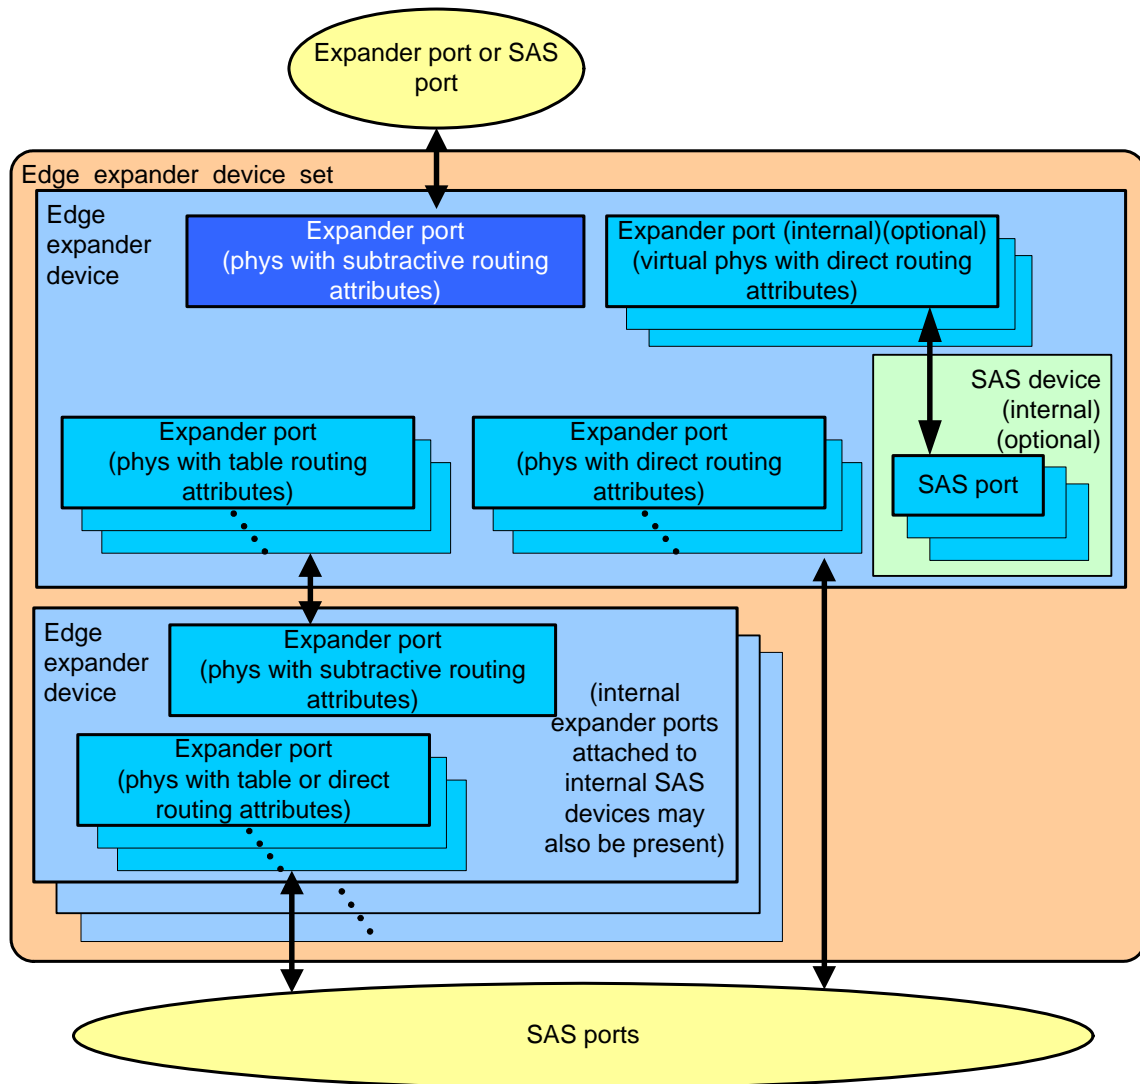 Expander port or SAS
port
Edge expander device set
Edge
expander
device
Expander port
(phys with subtractive routing
attributes)
Expander port (internal)(optional)
(virtual phys with direct routing
attributes)
SAS device
(internal)
(optional)
SAS port
Expander port
(phys with table routing
attributes)
Expander port
(phys with direct routing
attributes)
Edge
expander
device
Expander port
(phys with subtractive routing
attributes)
Expander port
(phys with table or direct
routing attributes)
(internal
expander ports
attached to
internal SAS
devices may
also be present)
SAS ports